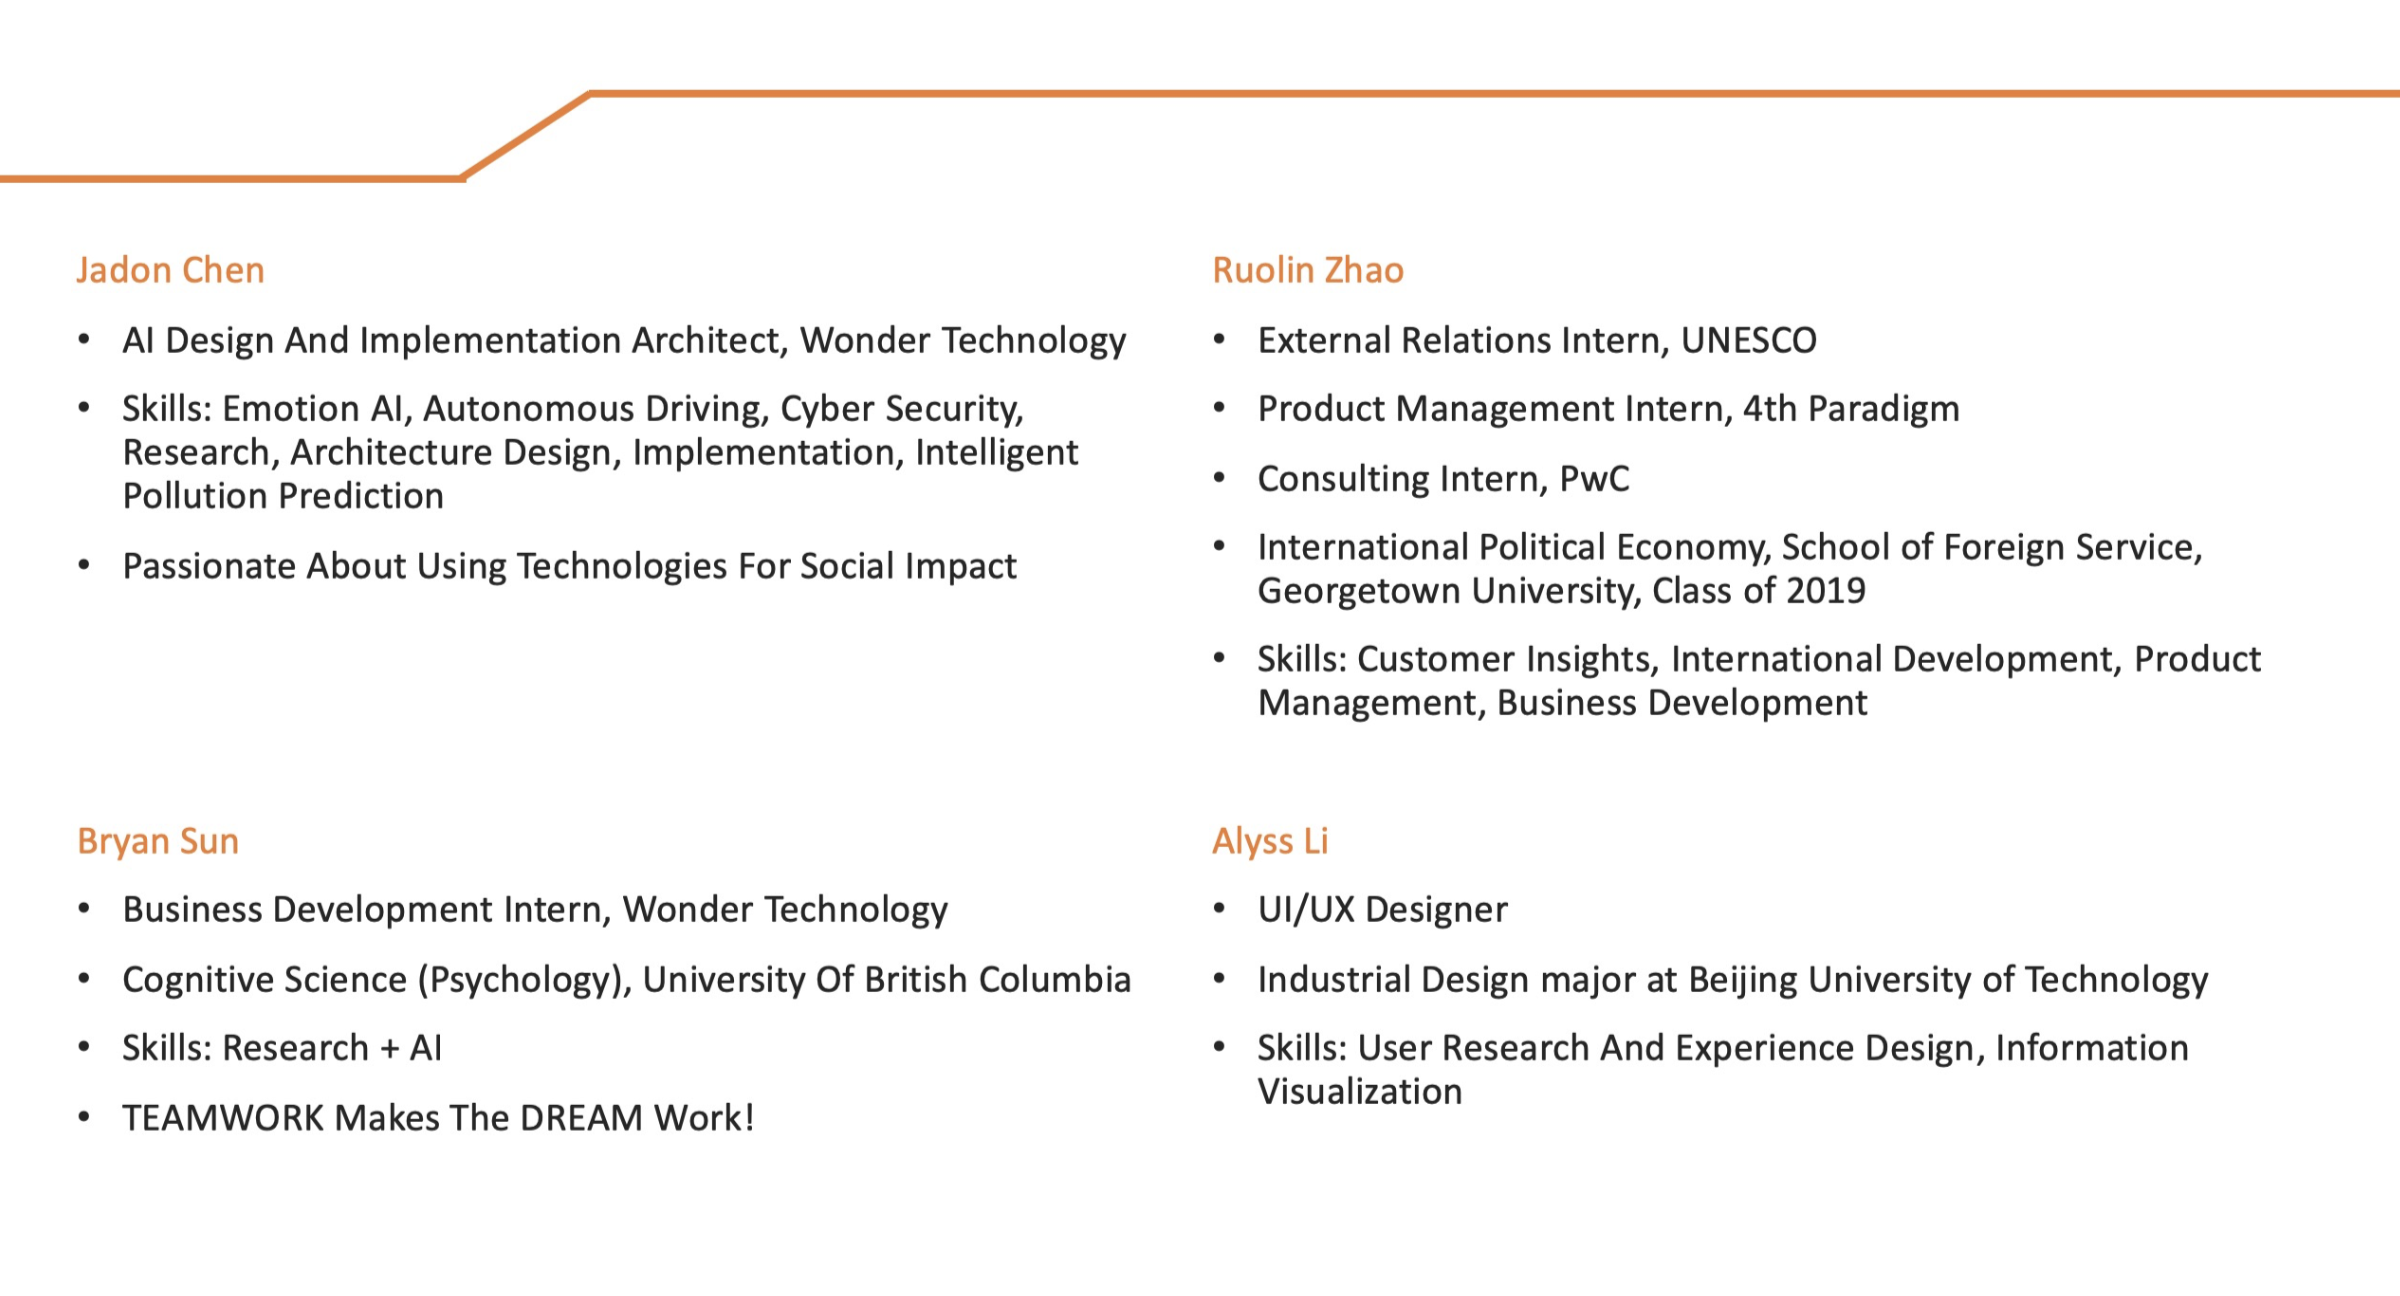 Jadon Chen
• AI Design And Implementation Architect, Wonder Technology
• Skills: Emotion AI, Autonomous Driving, Cyber Security,
Research, Architecture Design, Implementation, Intelligent
Pollution Prediction
• Passionate About Using Technologies For Social Impact
Ruolin Zhao
• External Relations Intern, UNESCO
• Product Management Intern, 4th Paradigm
• Consulting Intern, PwC
• International Political Economy, School of Foreign Service,
Georgetown University, Class of 2019
• Skills: Customer Insights, International Development, Product
Management, Business Development
Bryan Sun
• Business Development Intern, Wonder Technology
• Cognitive Science (Psychology), University Of British Columbia
• Skills: Research + AI
• TEAMWORK Makes The DREAM Work!
Alyss Li
• UI/UX Designer
• Industrial Design major at Beijing University of Technology
• Skills: User Research And Experience Design, Information
Visualization